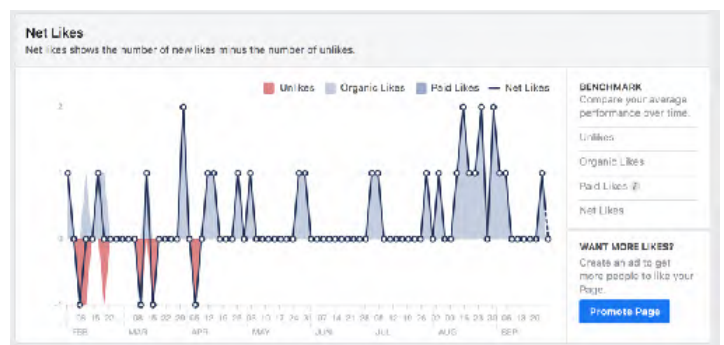 Net Likes
Net likes shows the number of new likes minus the number of unlikes.
Unlikes Organic Likes Paid Likes Net Likes
BENCHMARK
Compare your average
performance over time.
Unlikes
Organic Likes
Paid Likes
Net Likes
WANT MORE LIKES?
Create an ad to get
more people to like your
Page.
Promote Page
2
1
0
-1
FEB MAR APR MAY JUN JUL AUG SEP